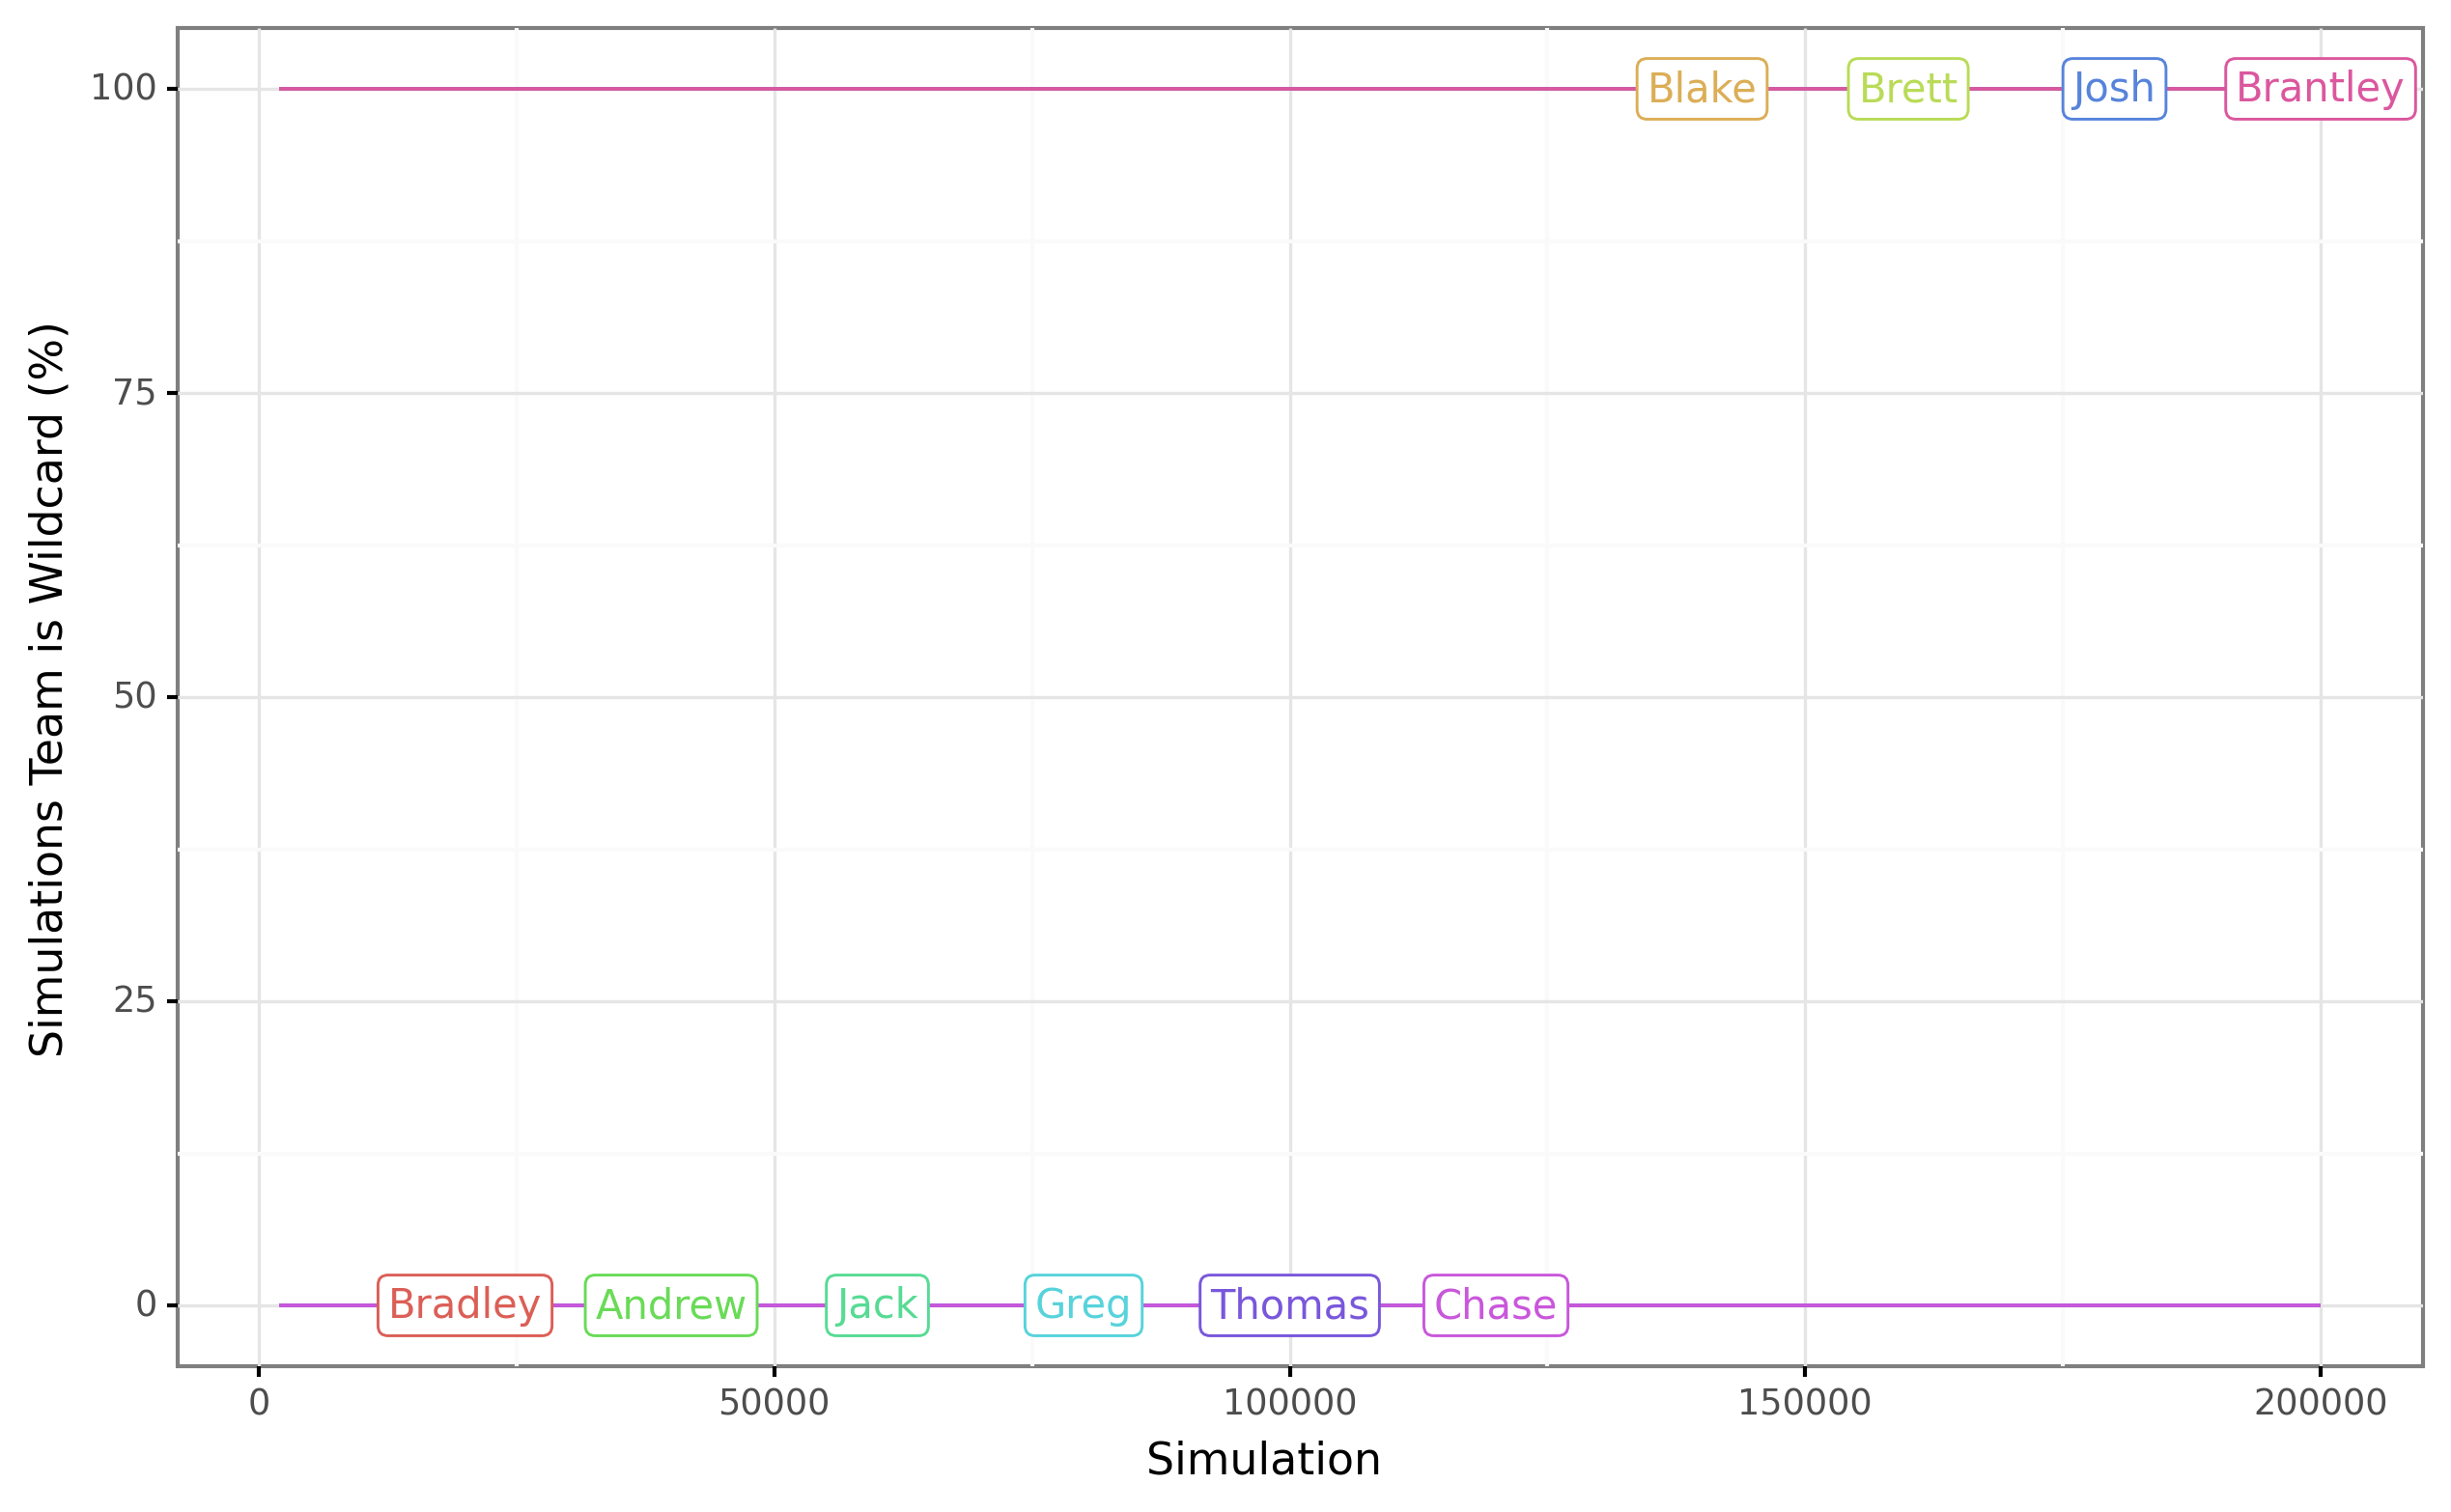 Simulations Team is Wildcard (%)
100
75
50
25
0
Blake Brett Josh Brantley
Bradley Andrew Jack Greg Thomas Chase
0 50000 100000 150000 200000
Simulation